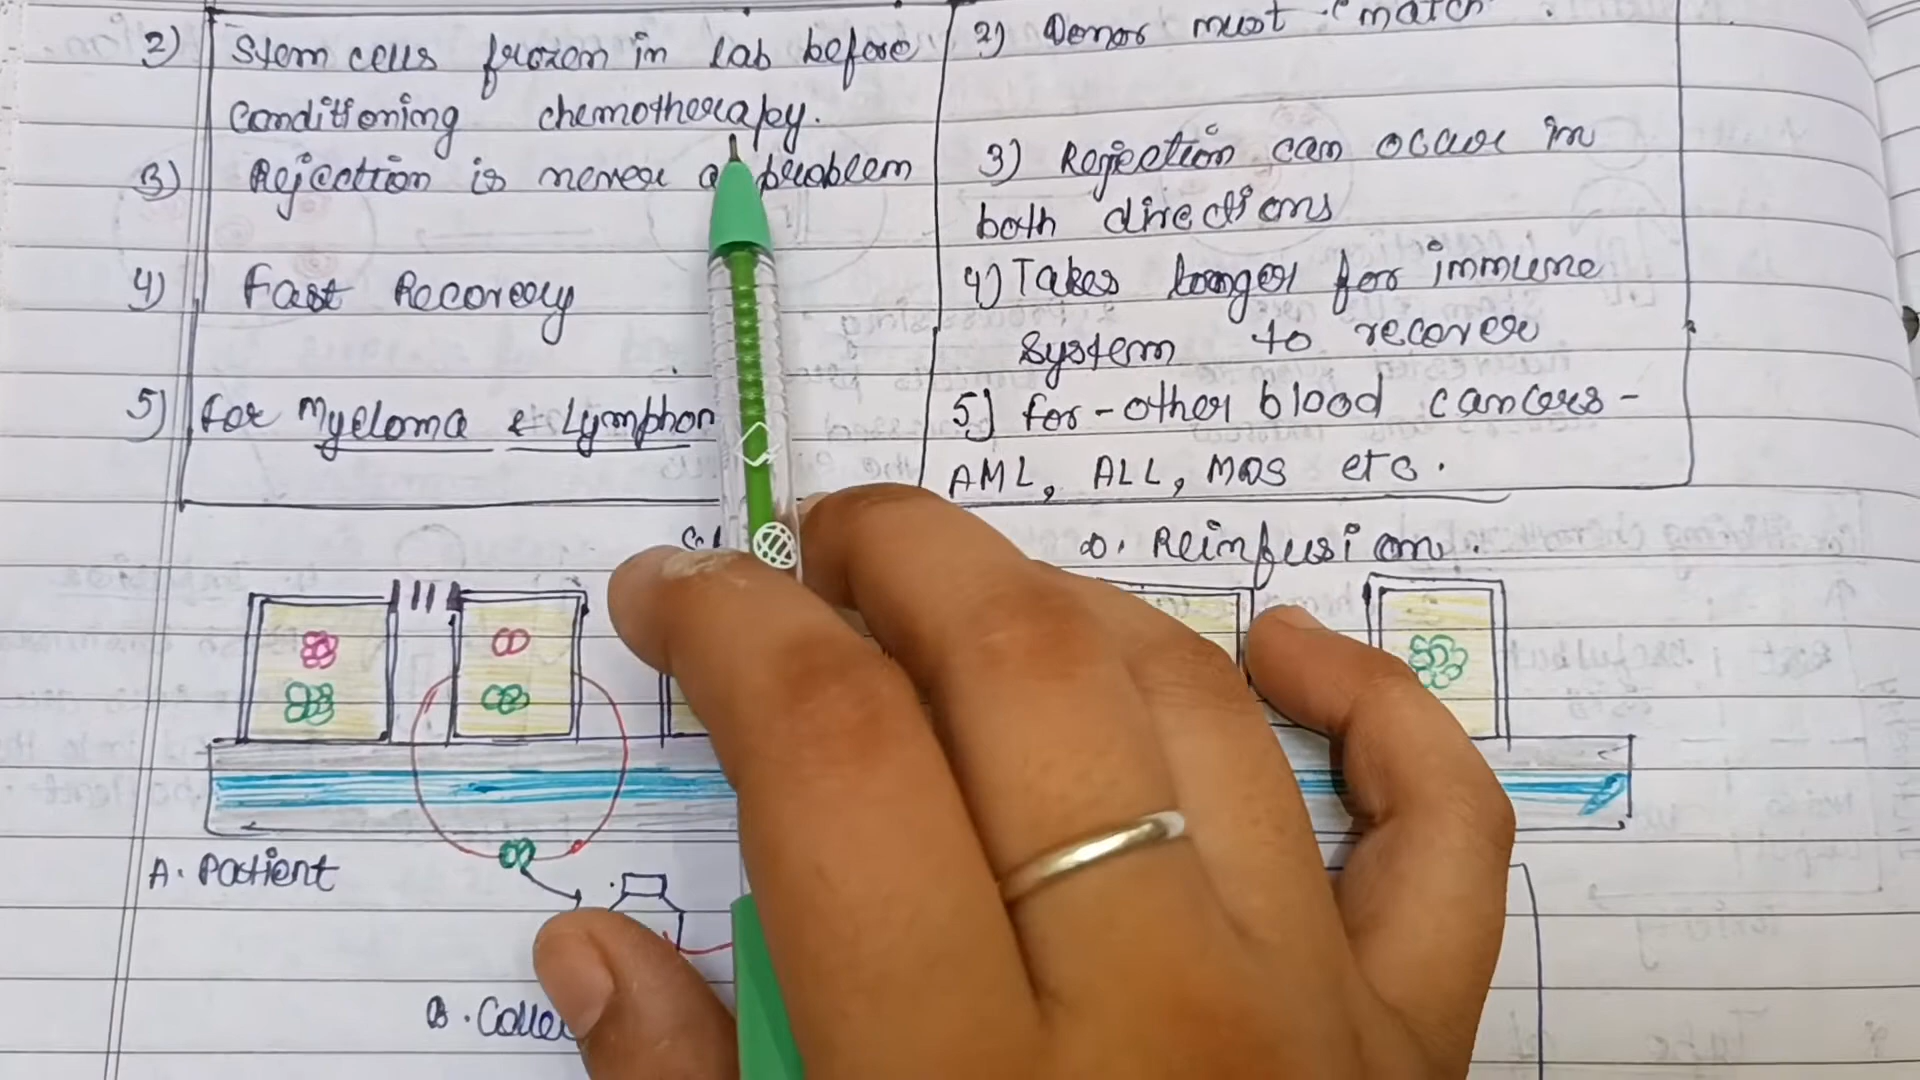 2) Stem cells frozen in lab before
conditioning chemotherapy.
3) Rejection is never a problem
4) Fast Recovery
5) for Myeloma & Lymphom
2) Donor must match
3) Rejection can occur in
both directions
4) Takes longer for immune
system to recover
5) for - other blood cancers -
AML, ALL, MDS etc.
D. Reinfusion.
A. Patient
B. Colle